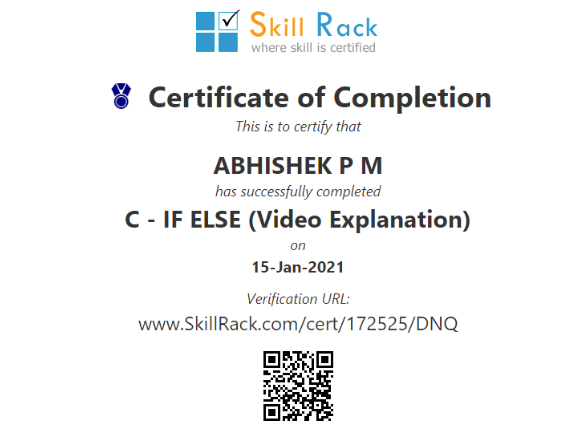 Skill Rack
where skill is certified
Certificate of Completion
This is to certify that
ABHISHEK P M
has successfully completed
C - IF ELSE (Video Explanation)
on
15-Jan-2021
Verification URL:
www.SkillRack.com/cert/172525/DNQ